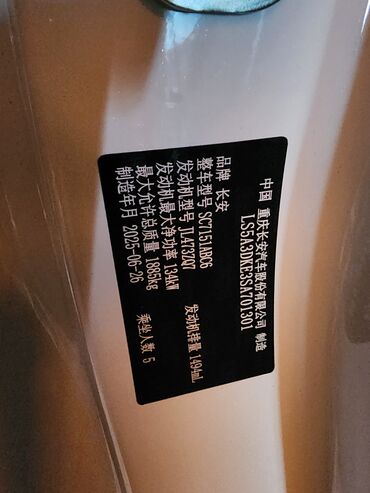 中国 重庆长安汽车股份有限公司 制造
LS5A3DKE3SA701301
品牌 长安
整车型号 SC7151ABC6
发动机型号 JL473ZQ7 发动机排量 1494mL
发动机最大净功率 134kW
最大允许总质量 1885kg
制造年月 2025-06-26 乘坐人数 5